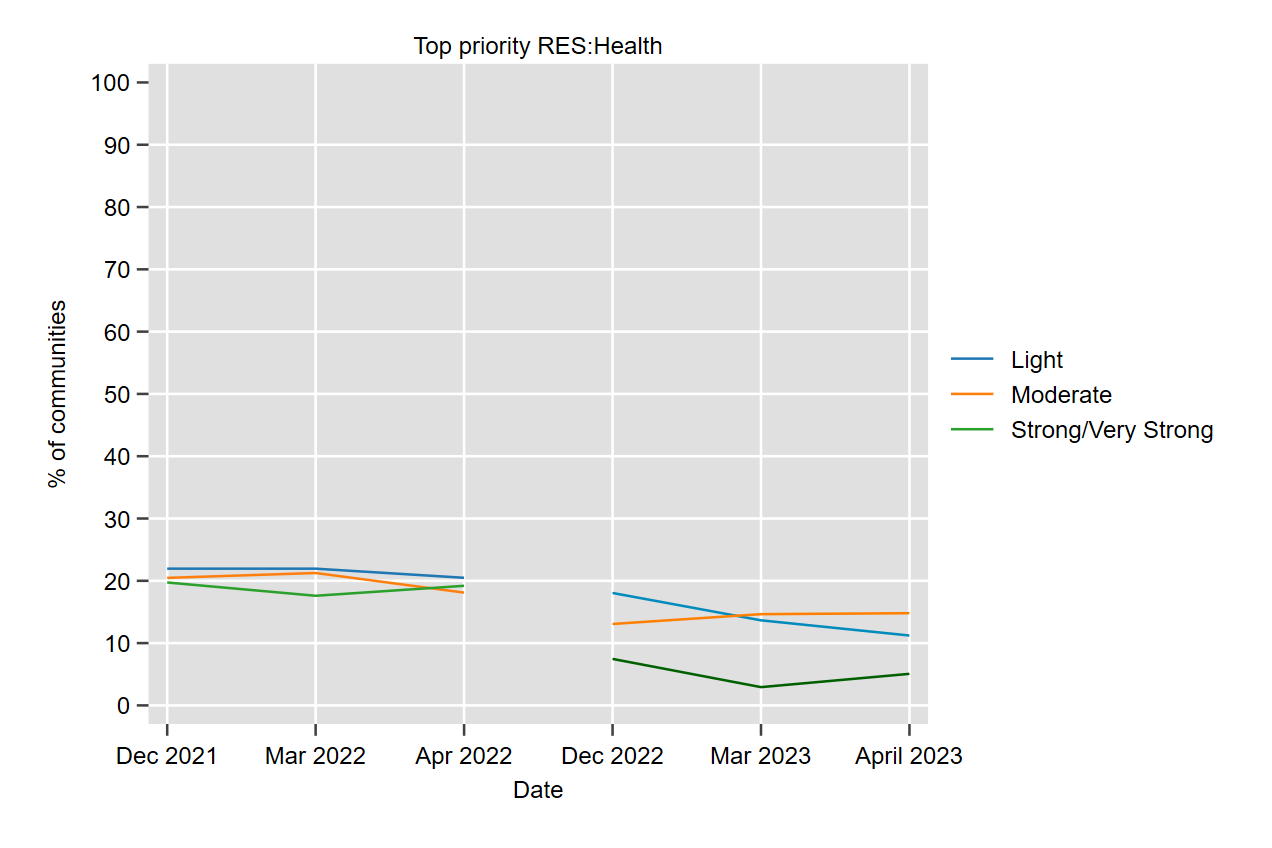 Top priority RES:Health
100
90
80
70
60
50
40
30
20
10
0
% of communities
Dec 2021 Mar 2022 Apr 2022 Dec 2022 Mar 2023 April 2023
Date
Light
Moderate
Strong/Very Strong